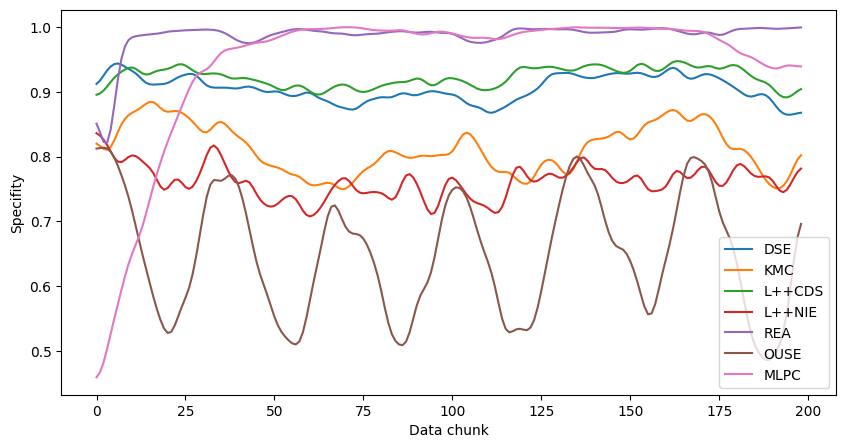 1.0
0.9
0.8
0.7
0.6
0.5
Specifity
0
25
50
75
100
125
150
175
200
Data chunk
DSE
KMC
L++CDS
L++NIE
REA
OUSE
MLPC